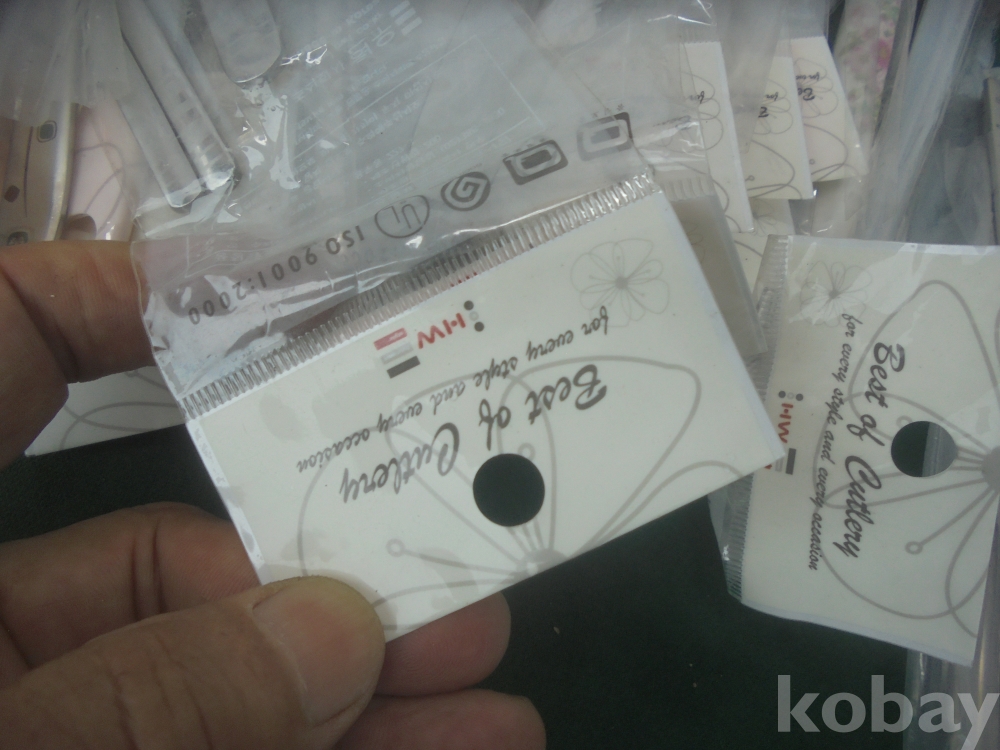 ISO 9001:2000
UL
HW
Best of Cutlery
for every style and every occasion
HW
Best of Cutlery
for every style and every occasion
kobay